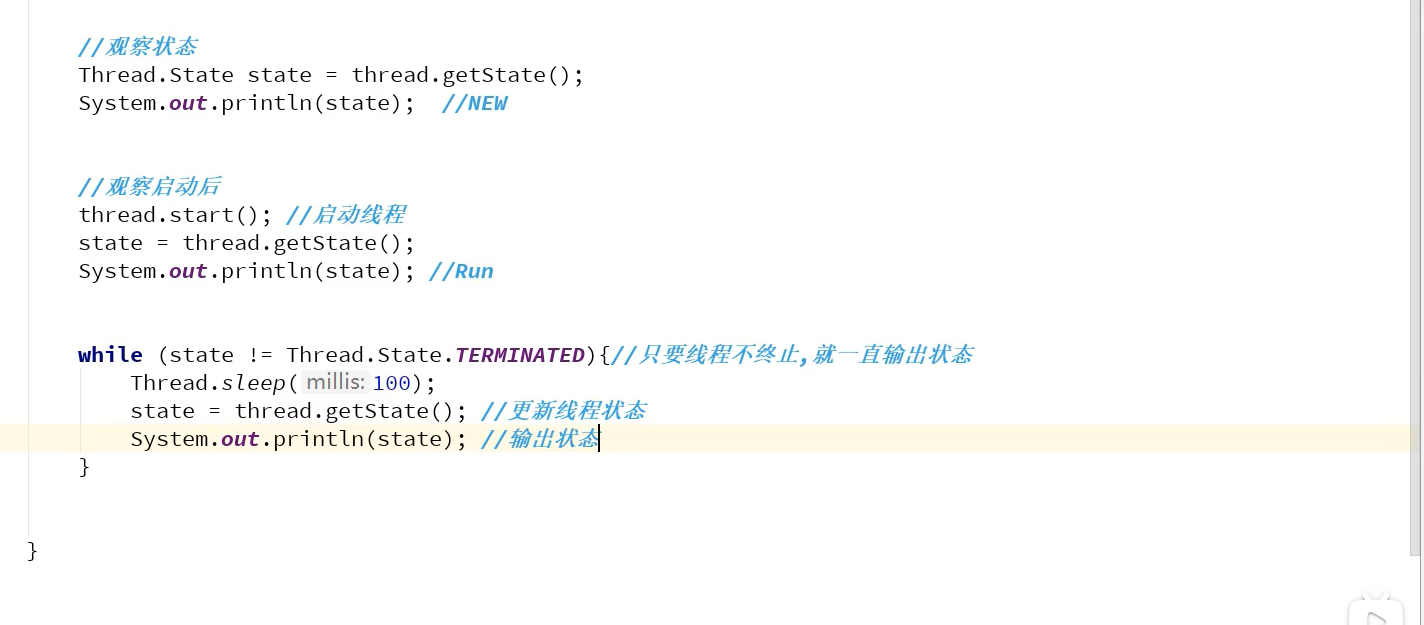 //观察状态
Thread.State state = thread.getState();
System.out.println(state);  //NEW
//观察启动后
thread.start(); //启动线程
state = thread.getState();
System.out.println(state); //Run
while (state != Thread.State.TERMINATED){//只要线程不终止,就一直输出状态
Thread.sleep( millis: 100);
state = thread.getState(); //更新线程状态
System.out.println(state); //输出状态
}
}